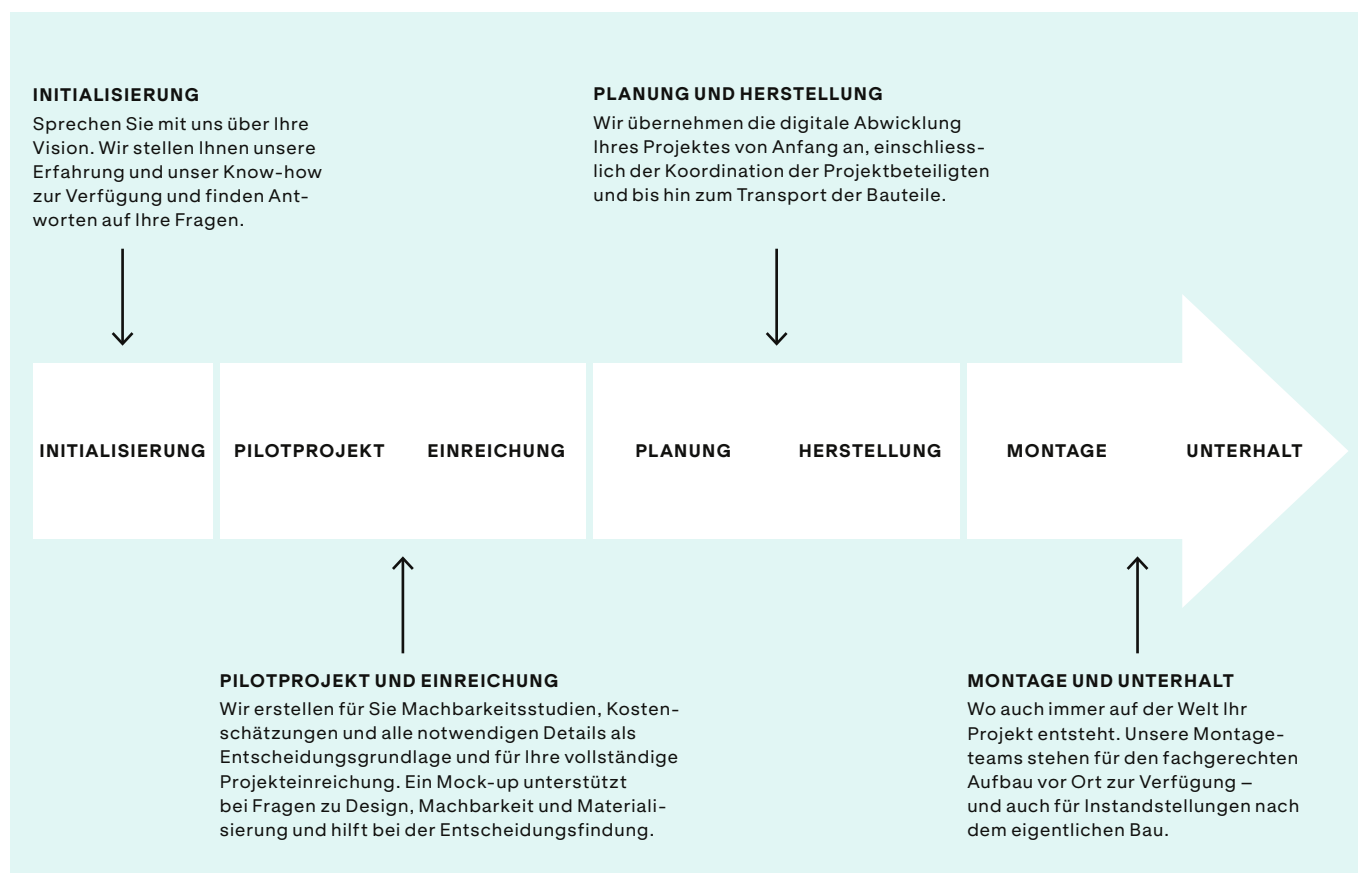 INITIALISIERUNG
Sprechen Sie mit uns über Ihre
Vision. Wir stellen Ihnen unsere
Erfahrung und unser Know-how
zur Verfügung und finden Ant-
worten auf Ihre Fragen.
PLANUNG UND HERSTELLUNG
Wir übernehmen die digitale Abwicklung
Ihres Projektes von Anfang an, einschliess-
lich der Koordination der Projektbeteiligten
und bis hin zum Transport der Bauteile.
INITIALISIERUNG PILOTPROJEKT EINREICHUNG PLANUNG HERSTELLUNG MONTAGE UNTERHALT
PILOTPROJEKT UND EINREICHUNG
Wir erstellen für Sie Machbarkeitsstudien, Kosten-
schätzungen und alle notwendigen Details als
Entscheidungsgrundlage und für Ihre vollständige
Projekteinreichung. Ein Mock-up unterstützt
bei Fragen zu Design, Machbarkeit und Materiali-
sierung und hilft bei der Entscheidungsfindung.
MONTAGE UND UNTERHALT
Wo auch immer auf der Welt Ihr
Projekt entsteht. Unsere Montage-
teams stehen für den fachgerechten
Aufbau vor Ort zur Verfügung –
und auch für Instandstellungen nach
dem eigentlichen Bau.